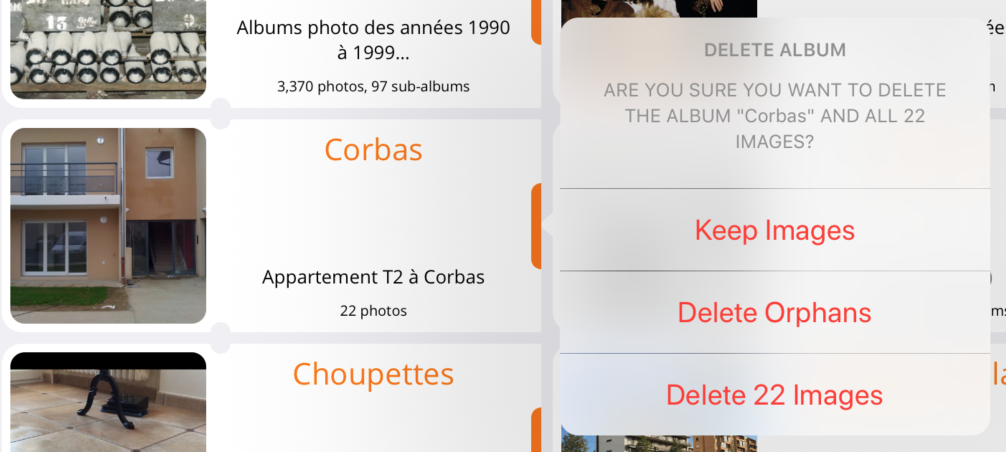 Albums photo des années 1990
à 1999...
3,370 photos, 97 sub-albums
Corbas
Appartement T2 à Corbas
22 photos
Choupettes
DELETE ALBUM
ARE YOU SURE YOU WANT TO DELETE
THE ALBUM "Corbas" AND ALL 22
IMAGES?
Keep Images
Delete Orphans
Delete 22 Images